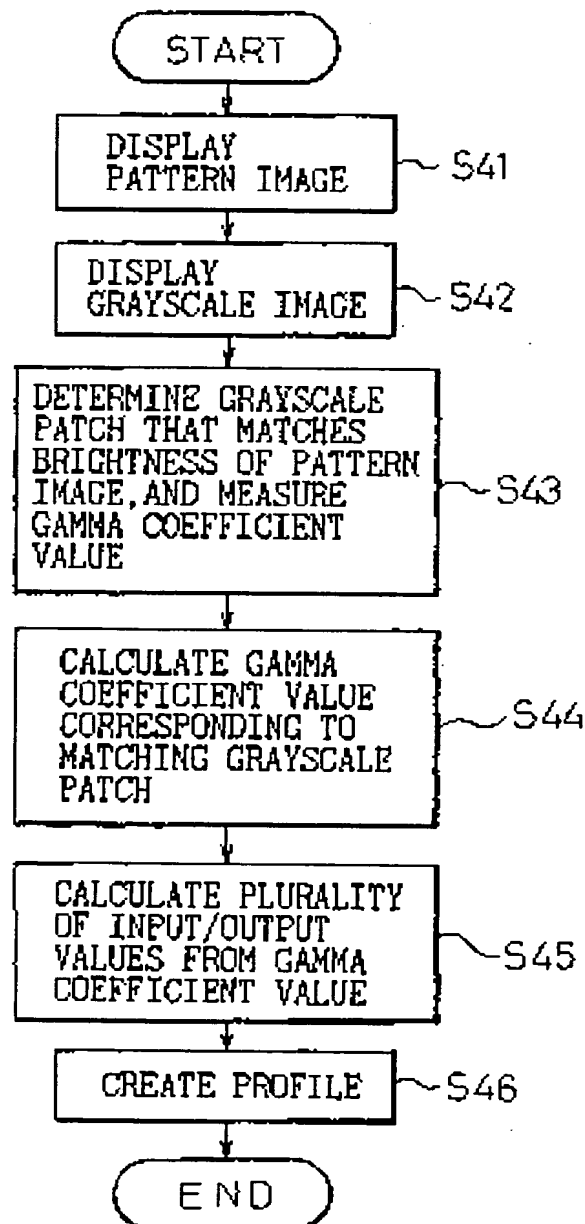 START
DISPLAY
PATTERN IMAGE
S41
DISPLAY
GRAYSCALE IMAGE
S42
DETERMINE GRAYSCALE
PATCH THAT MATCHES
BRIGHTNESS OF PATTERN
IMAGE, AND MEASURE
GAMMA COEFFICIENT
VALUE
S43
CALCULATE GAMMA
COEFFICIENT VALUE
CORRESPONDING TO
MATCHING GRAYSCALE
PATCH
S44
CALCULATE PLURALITY
OF INPUT/OUTPUT
VALUES FROM GAMMA
COEFFICIENT VALUE
S45
CREATE PROFILE
S46
END